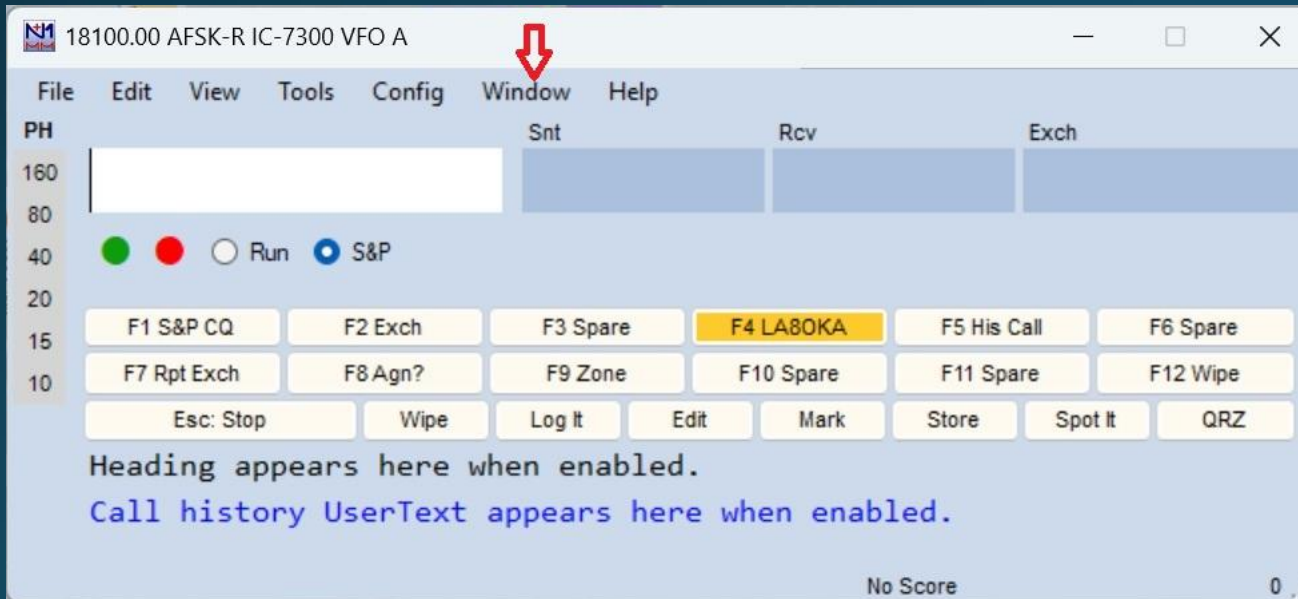 N1MM 18100.00 AFSK-R IC-7300 VFO A
File Edit View Tools Config Window Help
PH Snt Rcv Exch
160
80
40 Run S&P
20
15 F1 S&P CQ F2 Exch F3 Spare F4 LA8OKA F5 His Call F6 Spare
10 F7 Rpt Exch F8 Agn? F9 Zone F10 Spare F11 Spare F12 Wipe
Esc: Stop Wipe Log It Edit Mark Store Spot It QRZ
Heading appears here when enabled.
Call history UserText appears here when enabled.
No Score 0